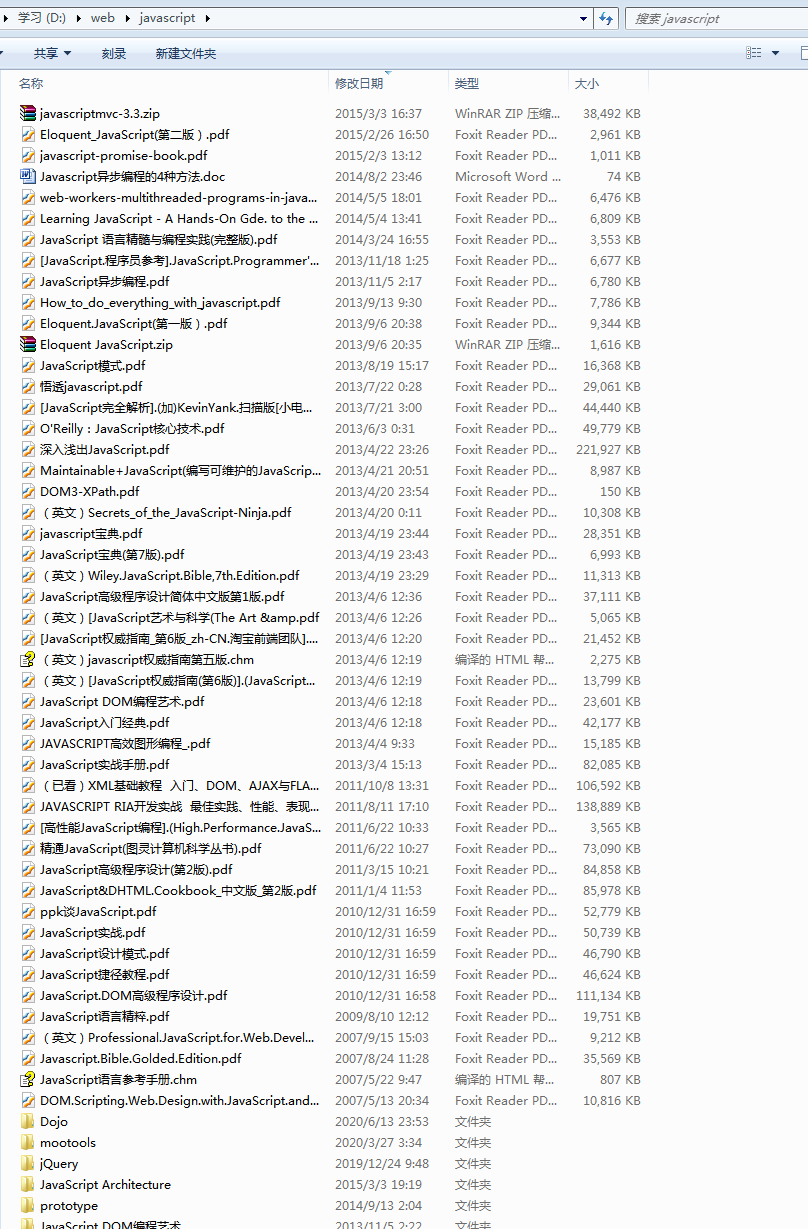 学习 (D:) web javascript 搜索 javascript
共享 刻录 新建文件夹
名称 修改日期 类型 大小
javascriptmvc-3.3.zip 2015/3/3 16:37 WinRAR ZIP 压缩... 38,492 KB
Eloquent_JavaScript(第二版）.pdf 2015/2/26 16:50 Foxit Reader PD... 2,961 KB
javascript-promise-book.pdf 2015/2/3 13:12 Foxit Reader PD... 1,011 KB
Javascript异步编程的4种方法.doc 2014/8/2 23:46 Microsoft Word ... 74 KB
web-workers-multithreaded-programs-in-java... 2014/5/5 18:01 Foxit Reader PD... 6,476 KB
Learning JavaScript - A Hands-On Gde. to the ... 2014/5/4 13:41 Foxit Reader PD... 6,809 KB
JavaScript 语言精髓与编程实践(完整版).pdf 2014/3/24 16:55 Foxit Reader PD... 3,553 KB
[JavaScript.程序员参考].JavaScript.Programmer'... 2013/11/18 1:25 Foxit Reader PD... 6,677 KB
JavaScript异步编程.pdf 2013/11/5 2:17 Foxit Reader PD... 6,780 KB
How_to_do_everything_with_javascript.pdf 2013/9/13 9:30 Foxit Reader PD... 7,786 KB
Eloquent.JavaScript(第一版）.pdf 2013/9/6 20:38 Foxit Reader PD... 9,344 KB
Eloquent JavaScript.zip 2013/9/6 20:35 WinRAR ZIP 压缩... 1,616 KB
JavaScript模式.pdf 2013/8/19 15:17 Foxit Reader PD... 16,368 KB
悟透javascript.pdf 2013/7/22 0:28 Foxit Reader PD... 29,061 KB
[JavaScript完全解析].(加)KevinYank.扫描版[小电... 2013/7/21 3:00 Foxit Reader PD... 44,440 KB
O'Reilly：JavaScript核心技术.pdf 2013/6/3 0:31 Foxit Reader PD... 49,779 KB
深入浅出JavaScript.pdf 2013/4/22 23:26 Foxit Reader PD... 221,927 KB
Maintainable+JavaScript(编写可维护的JavaScrip... 2013/4/21 20:51 Foxit Reader PD... 8,987 KB
DOM3-XPath.pdf 2013/4/20 23:54 Foxit Reader PD... 150 KB
（英文）Secrets_of_the_JavaScript-Ninja.pdf 2013/4/20 0:11 Foxit Reader PD... 10,308 KB
javascript宝典.pdf 2013/4/19 23:44 Foxit Reader PD... 28,351 KB
JavaScript宝典(第7版).pdf 2013/4/19 23:43 Foxit Reader PD... 6,993 KB
（英文）Wiley.JavaScript.Bible,7th.Edition.pdf 2013/4/19 23:29 Foxit Reader PD... 11,313 KB
JavaScript高级程序设计简体中文版第1版.pdf 2013/4/6 12:36 Foxit Reader PD... 37,111 KB
（英文）[JavaScript艺术与科学(The Art &amp.pdf 2013/4/6 12:26 Foxit Reader PD... 5,065 KB
[JavaScript权威指南_第6版_zh-CN.淘宝前端团队].... 2013/4/6 12:20 Foxit Reader PD... 21,452 KB
（英文）javascript权威指南第五版.chm 2013/4/6 12:19 编译的 HTML 帮... 2,275 KB
（英文）[JavaScript权威指南(第6版)].(JavaScript... 2013/4/6 12:19 Foxit Reader PD... 13,799 KB
JavaScript DOM编程艺术.pdf 2013/4/6 12:18 Foxit Reader PD... 23,601 KB
JavaScript入门经典.pdf 2013/4/6 12:18 Foxit Reader PD... 42,177 KB
JAVASCRIPT高效图形编程_.pdf 2013/4/4 9:33 Foxit Reader PD... 15,185 KB
JavaScript实战手册.pdf 2013/3/4 15:13 Foxit Reader PD... 82,085 KB
（已看）XML基础教程 入门、DOM、AJAX与FLA... 2011/10/8 13:31 Foxit Reader PD... 106,592 KB
JAVASCRIPT RIA开发实战 最佳实践、性能、表现... 2011/8/11 17:10 Foxit Reader PD... 138,889 KB
[高性能JavaScript编程].(High.Performance.JavaS... 2011/6/22 10:33 Foxit Reader PD... 3,565 KB
精通JavaScript(图灵计算机科学丛书).pdf 2011/6/22 10:27 Foxit Reader PD... 73,090 KB
JavaScript高级程序设计(第2版).pdf 2011/3/15 10:21 Foxit Reader PD... 84,858 KB
JavaScript&DHTML.Cookbook_中文版_第2版.pdf 2011/1/4 11:53 Foxit Reader PD... 85,978 KB
ppk谈JavaScript.pdf 2010/12/31 16:59 Foxit Reader PD... 52,779 KB
JavaScript实战.pdf 2010/12/31 16:59 Foxit Reader PD... 50,739 KB
JavaScript设计模式.pdf 2010/12/31 16:59 Foxit Reader PD... 46,790 KB
JavaScript捷径教程.pdf 2010/12/31 16:59 Foxit Reader PD... 46,624 KB
JavaScript.DOM高级程序设计.pdf 2010/12/31 16:58 Foxit Reader PD... 111,134 KB
JavaScript语言精粹.pdf 2009/8/10 12:12 Foxit Reader PD... 19,751 KB
（英文）Professional.JavaScript.for.Web.Devel... 2007/9/15 15:03 Foxit Reader PD... 9,212 KB
Javascript.Bible.Golded.Edition.pdf 2007/8/24 11:28 Foxit Reader PD... 35,569 KB
JavaScript语言参考手册.chm 2007/5/22 9:47 编译的 HTML 帮... 807 KB
DOM.Scripting.Web.Design.with.JavaScript.and... 2007/5/13 20:34 Foxit Reader PD... 10,816 KB
Dojo 2020/6/13 23:53 文件夹
mootools 2020/3/27 3:34 文件夹
jQuery 2019/12/24 9:48 文件夹
JavaScript Architecture 2015/3/3 19:19 文件夹
prototype 2014/9/13 2:04 文件夹
JavaScript DOM编程艺术 2013/11/5 2:22 文件夹